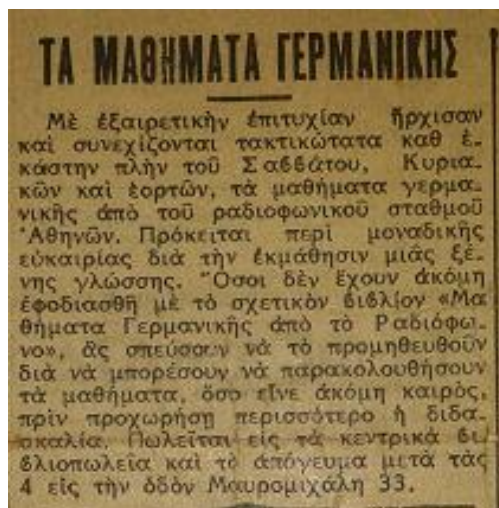 ΤΑ ΜΑΘΗΜΑΤΑ ΓΕΡΜΑΝΙΚΗΣ
Μὲ ἐξαιρετικὴν ἐπιτυχίαν ἤρχισαν
καὶ συνεχίζονται τακτικώτατα καθ ἑ-
κάστην πλὴν τοῦ Σαββάτου, Κυρια-
κῶν καὶ ἑορτῶν, τὰ μαθήματα γερμα-
νικῆς ἀπὸ τοῦ ραδιοφωνικοῦ σταθμοῦ
Ἀθηνῶν. Πρόκειται περὶ μοναδικῆς
εὐκαιρίας διὰ τὴν ἐκμάθησιν μιᾶς ξέ-
νης γλώσσης. Ὅσοι δὲν ἔχουν ἀκόμη
ἐφοδιασθῆ μὲ τὸ σχετικὸν βιβλίον «Μα
θήματα Γερμανικῆς ἀπὸ τὸ Ραδιόφω-
νο», ἂς σπεύσουν νὰ τὸ προμηθευθοῦν
διὰ νὰ μπορέσουν νὰ παρακολουθήσουν
τὰ μαθήματα, ὅσο εἶνε ἀκόμη καιρός,
πρὶν προχωρήση περισσότερο ἡ διδα-
σκαλία. Πωλεῖται εἰς τὰ κεντρικὰ βι-
βλιοπωλεῖα καὶ τὸ ἀπόγευμα μετὰ τὰς
4 εἰς τὴν ὁδὸν Μαυρομιχάλη 33.